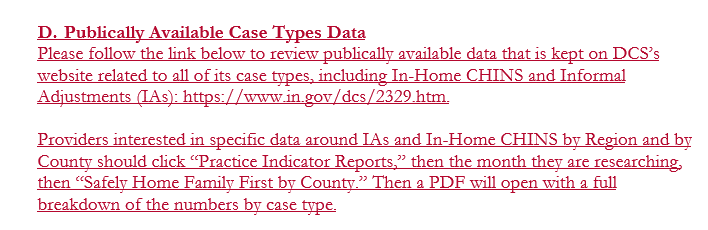 D. Publically Available Case Types Data
Please follow the link below to review publically available data that is kept on DCS’s
website related to all of its case types, including In-Home CHINS and Informal
Adjustments (IAs): https://www.in.gov/dcs/2329.htm.
Providers interested in specific data around IAs and In-Home CHINS by Region and by
County should click “Practice Indicator Reports,” then the month they are researching,
then “Safely Home Family First by County.” Then a PDF will open with a full
breakdown of the numbers by case type.